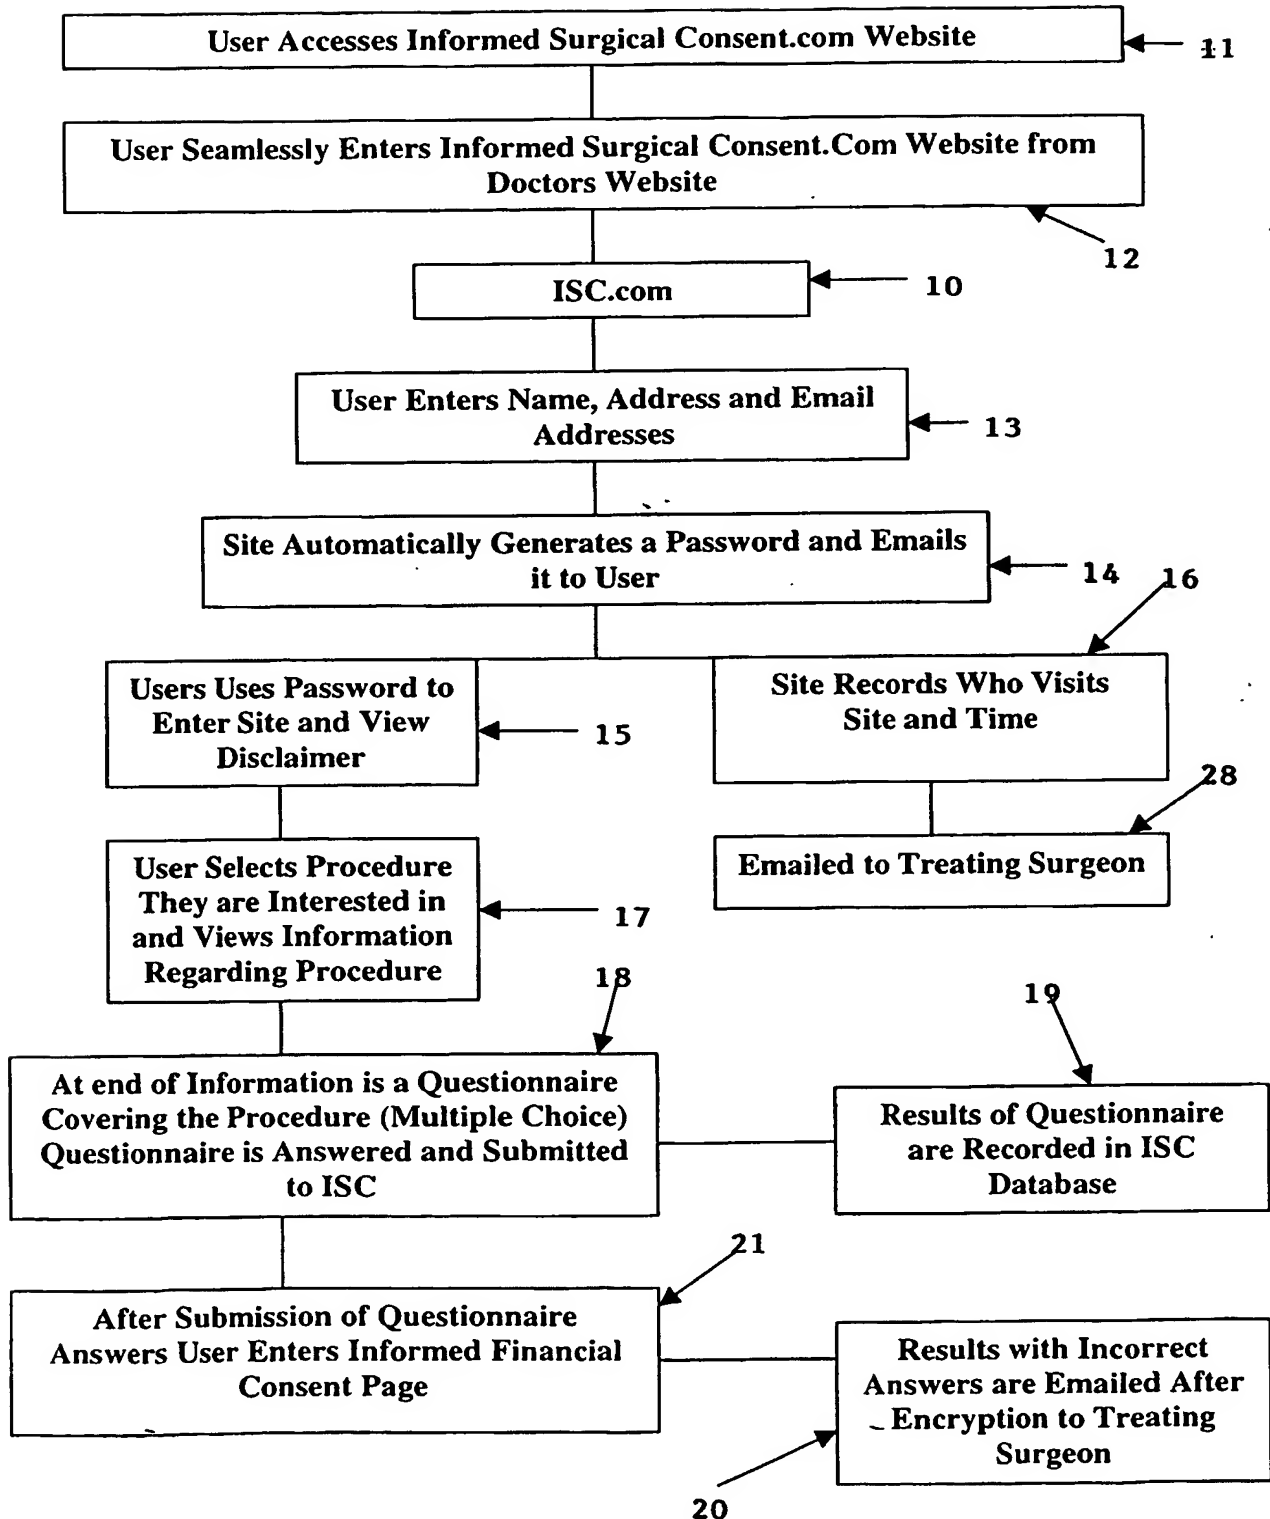 User Accesses Informed Surgical Consent.com Website
11
User Seamlessly Enters Informed Surgical Consent.Com Website from
Doctors Website
12
ISC.com
10
User Enters Name, Address and Email
Addresses
13
Site Automatically Generates a Password and Emails
it to User
14
16
Users Uses Password to
Enter Site and View
Disclaimer
15
Site Records Who Visits
Site and Time
28
Emailed to Treating Surgeon
User Selects Procedure
They are Interested in
and Views Information
Regarding Procedure
17
18
19
At end of Information is a Questionnaire
Covering the Procedure (Multiple Choice)
Questionnaire is Answered and Submitted
to ISC
Results of Questionnaire
are Recorded in ISC
Database
21
After Submission of Questionnaire
Answers User Enters Informed Financial
Consent Page
Results with Incorrect
Answers are Emailed After
Encryption to Treating
Surgeon
20